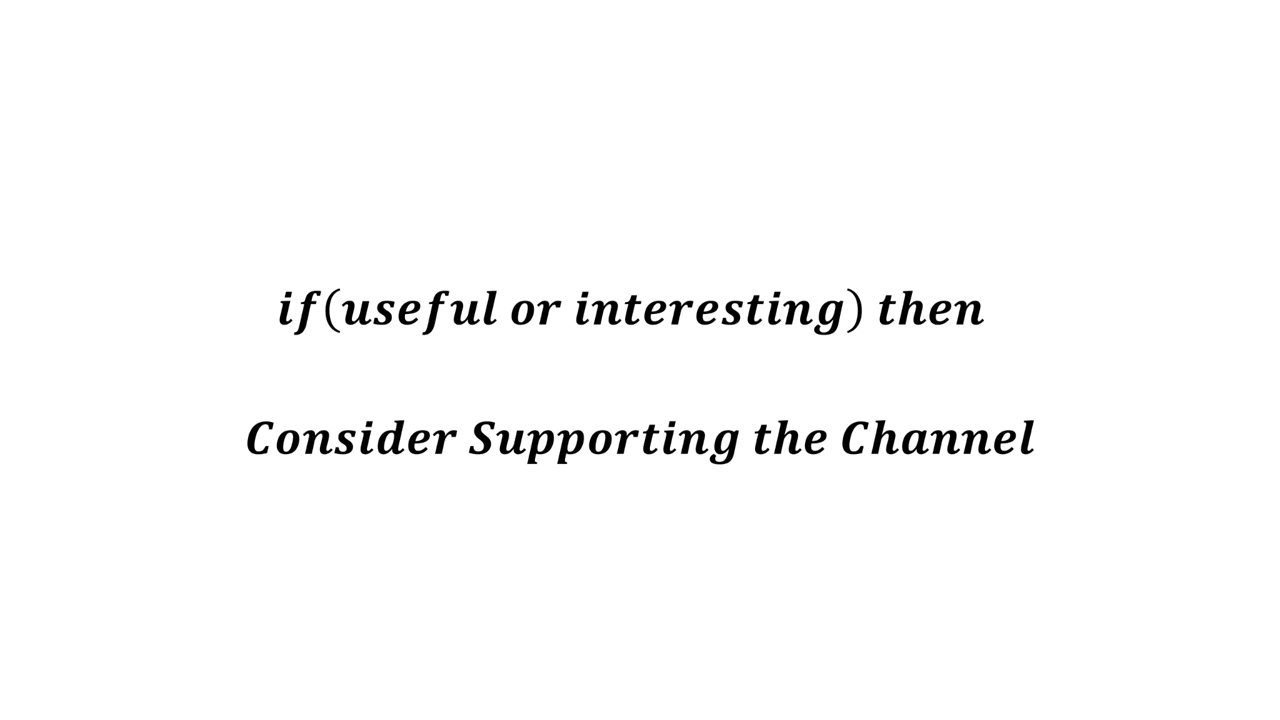 if(useful or interesting) then
Consider Supporting the Channel